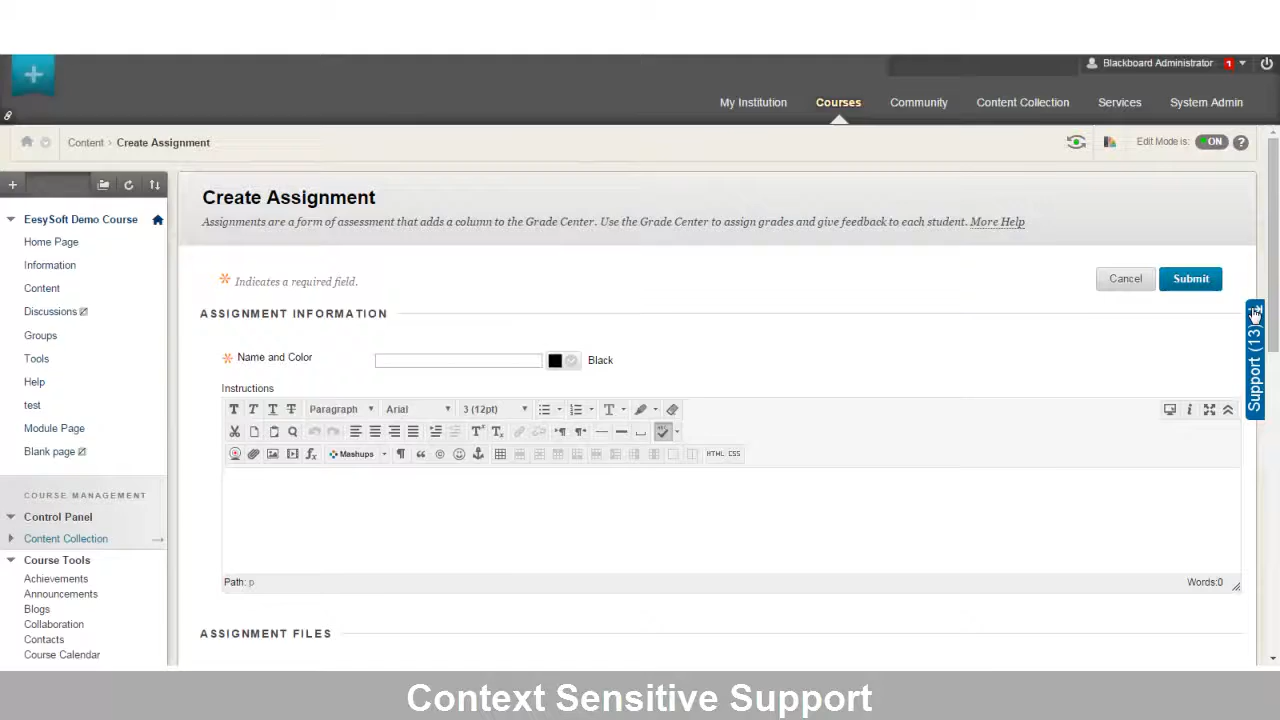 Blackboard Administrator 1
My Institution Courses Community Content Collection Services System Admin
Content › Create Assignment
Edit Mode is: ON ?
EesySoft Demo Course
Home Page
Information
Content
Discussions
Groups
Tools
Help
test
Module Page
Blank page
COURSE MANAGEMENT
Control Panel
Content Collection
Course Tools
Achievements
Announcements
Blogs
Collaboration
Contacts
Course Calendar
Create Assignment
Assignments are a form of assessment that adds a column to the Grade Center. Use the Grade Center to assign grades and give feedback to each student. More Help
Indicates a required field.
Cancel Submit
ASSIGNMENT INFORMATION
Name and Color Black
Instructions
T T T T Paragraph Arial 3 (12pt) T
Mashups HTML CSS
Path: p Words:0
ASSIGNMENT FILES
Support (13)
Context Sensitive Support